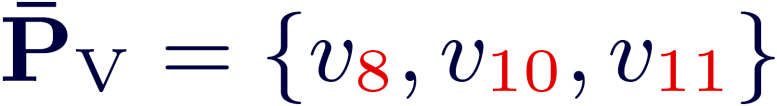 P̄_V = {v_8, v_10, v_11}